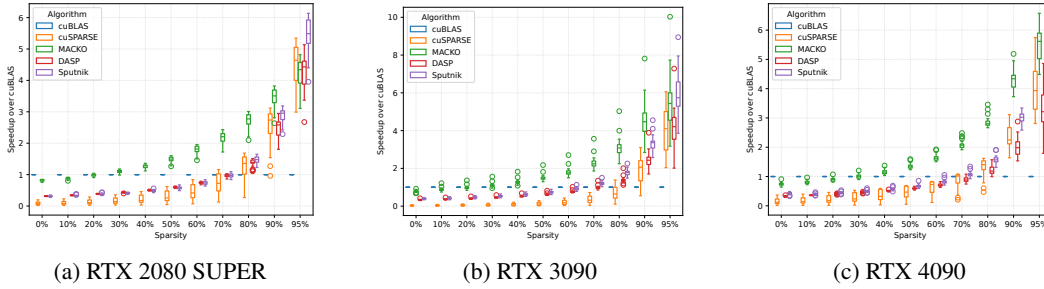 Algorithm
cuBLAS
cuSPARSE
MACKO
DASP
Sputnik
Speedup over cuBLAS
6
5
4
3
2
1
0
0% 10% 20% 30% 40% 50% 60% 70% 80% 90% 95%
Sparsity
(a) RTX 2080 SUPER
Algorithm
cuBLAS
cuSPARSE
MACKO
DASP
Sputnik
Speedup over cuBLAS
10
8
6
4
2
0
0% 10% 20% 30% 40% 50% 60% 70% 80% 90% 95%
Sparsity
(b) RTX 3090
Algorithm
cuBLAS
cuSPARSE
MACKO
DASP
Sputnik
Speedup over cuBLAS
6
5
4
3
2
1
0
0% 10% 20% 30% 40% 50% 60% 70% 80% 90% 95%
Sparsity
(c) RTX 4090